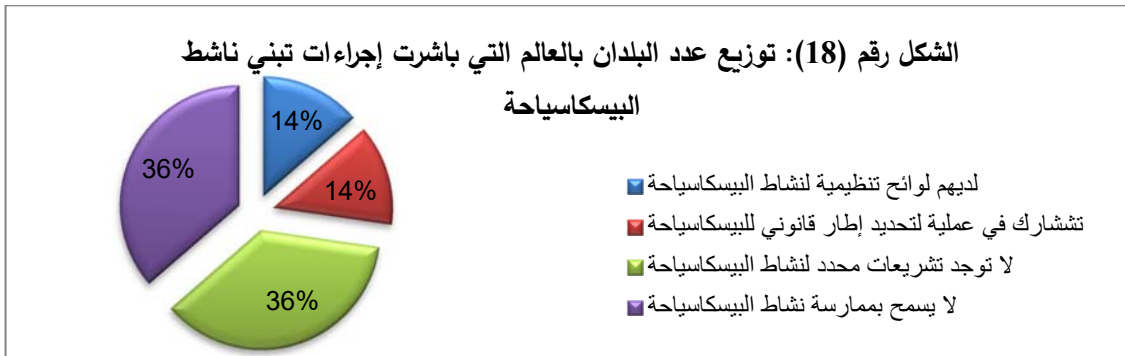 الشكل رقم (18): توزيع عدد البلدان بالعالم التي باشرت إجراءات تبني ناشط
البيسكاسياحة
14%
14%
36%
36%
لديهم لوائح تنظيمية لنشاط البيسكاسياحة
تششارك في عملية لتحديد إطار قانوني للبيسكاسياحة
لا توجد تشريعات محدد لنشاط البيسكاسياحة
لا يسمح بممارسة نشاط البيسكاسياحة